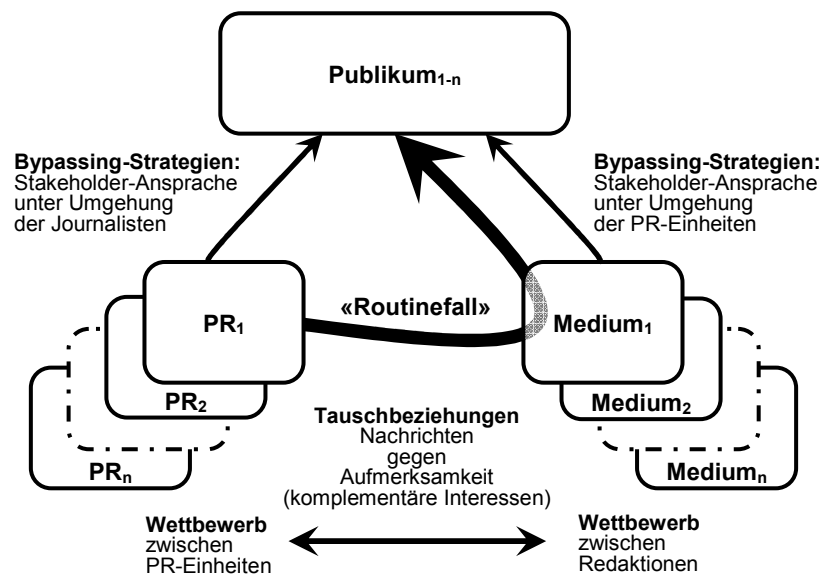 Publikum₁₋ₙ
Bypassing-Strategien:
Stakeholder-Ansprache
unter Umgehung
der Journalisten
Bypassing-Strategien:
Stakeholder-Ansprache
unter Umgehung
der PR-Einheiten
PR₁
PR₂
PRₙ
«Routinefall»
Medium₁
Medium₂
Mediumₙ
Tauschbeziehungen
Nachrichten
gegen
Aufmerksamkeit
(komplementäre Interessen)
Wettbewerb
zwischen
PR-Einheiten
Wettbewerb
zwischen
Redaktionen